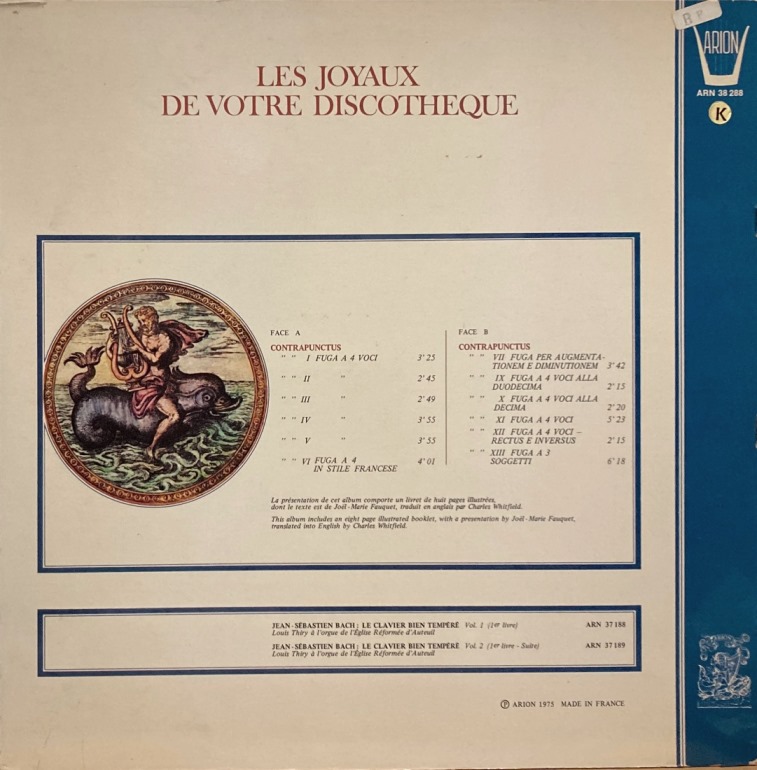 LES JOYAUX
DE VOTRE DISCOTHEQUE
B P
ARION
ARN 38 288
K
FACE A
CONTRAPUNCTUS
" " I FUGA A 4 VOCI 3'25
" " II " 2'45
" " III " 2'49
" " IV " 3'55
" " V " 3'55
" " VI FUGA A 4 4'01
IN STILE FRANCESE
FACE B
CONTRAPUNCTUS
" " VII FUGA PER AUGMENTA-
TIONEM E DIMINUTIONEM 3'42
" " IX FUGA A 4 VOCI ALLA
DUODECIMA 2'15
" " X FUGA A 4 VOCI ALLA
DECIMA 2'20
" " XI FUGA A 4 VOCI 5'23
" " XII FUGA A 4 VOCI –
RECTUS E INVERSUS 2'15
" " XIII FUGA A 3
SOGGETTI 6'18
La présentation de cet album comporte un livret de huit pages illustrées,
dont le texte est de Joël-Marie Fauquet, traduit en anglais par Charles Whitfield.
This album includes an eight page illustrated booklet, with a presentation by Joël-Marie Fauquet,
translated into English by Charles Whitfield.
JEAN-SÉBASTIEN BACH : LE CLAVIER BIEN TEMPÉRÉ Vol. 1 (1er livre) ARN 37 188
Louis Thiry à l'orgue de l'Église Réformée d'Auteuil
JEAN-SÉBASTIEN BACH : LE CLAVIER BIEN TEMPÉRÉ Vol. 2 (1er livre - Suite) ARN 37 189
Louis Thiry à l'orgue de l'Église Réformée d'Auteuil
Ⓟ ARION 1975 MADE IN FRANCE